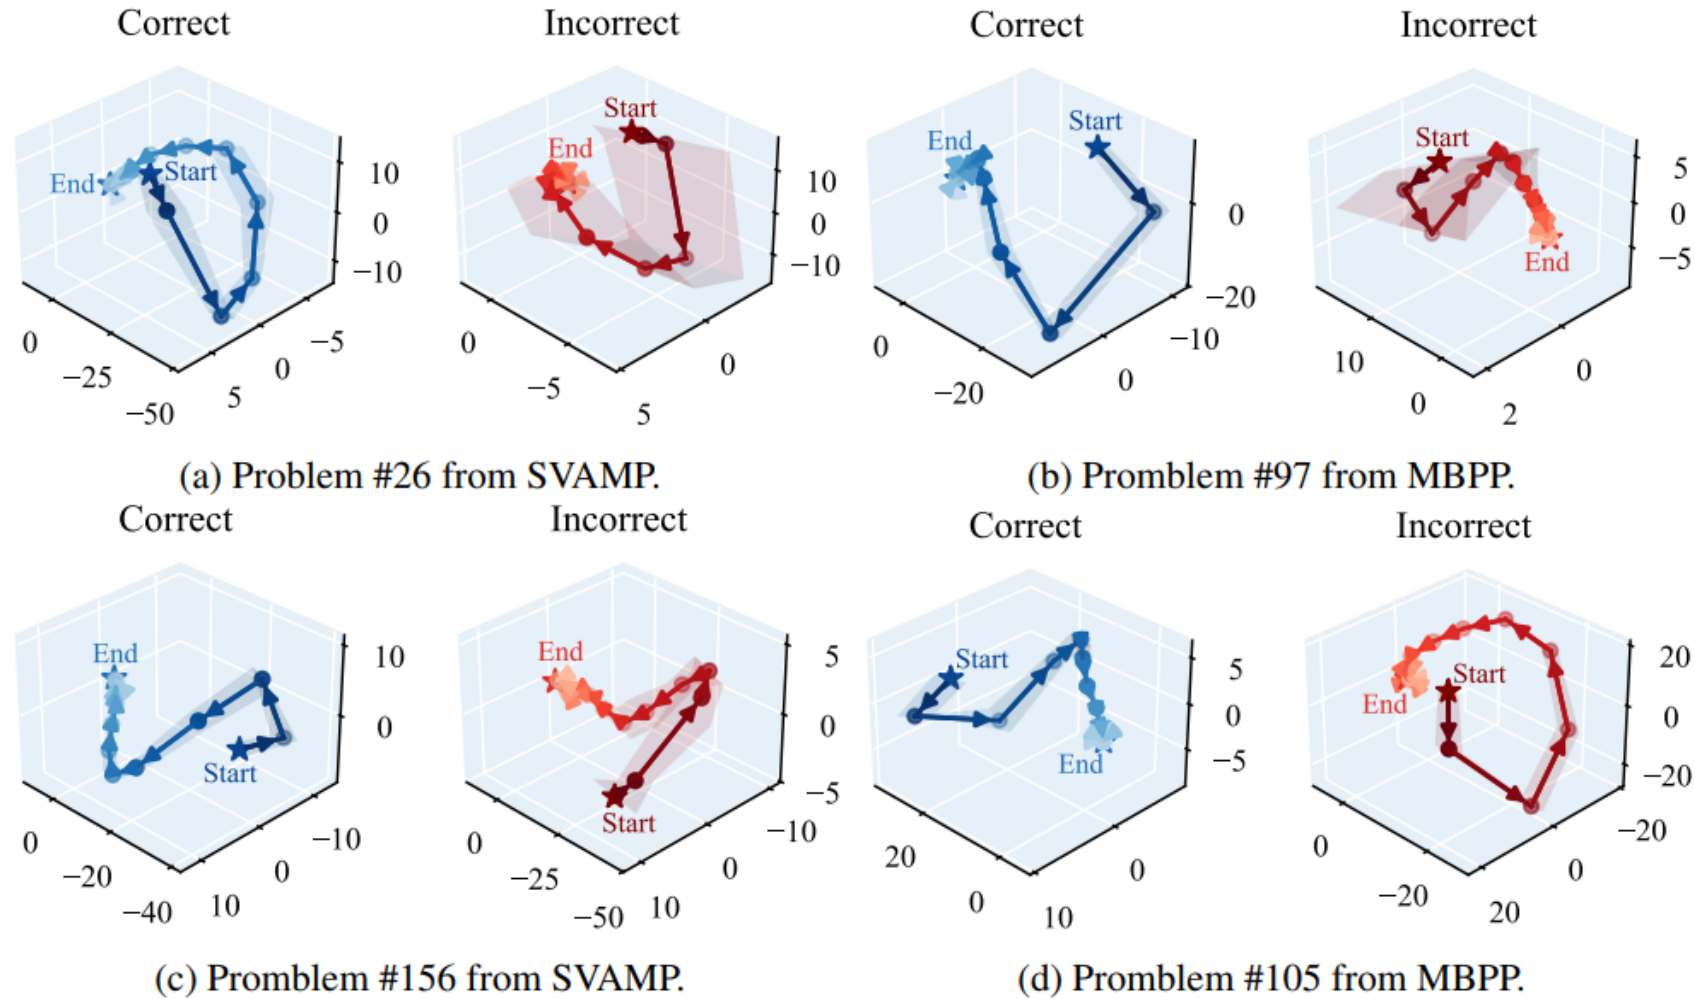 Correct
Incorrect
Correct
Incorrect
End
Start
10
0
−10
0
−25
−50
5
0
−5
Start
End
10
0
−10
0
−5
5
0
End
Start
0
−20
−10
0
0
−20
Start
End
5
0
−5
10
0
2
0
(a) Problem #26 from SVAMP.
(b) Promblem #97 from MBPP.
Correct
Incorrect
Correct
Incorrect
End
Start
10
0
0
−20
−40
10
0
−10
End
Start
5
0
−5
0
−25
−50
10
0
−10
Start
End
5
0
−5
20
0
10
0
Start
End
20
0
−20
0
−20
20
0
−20
(c) Promblem #156 from SVAMP.
(d) Promblem #105 from MBPP.